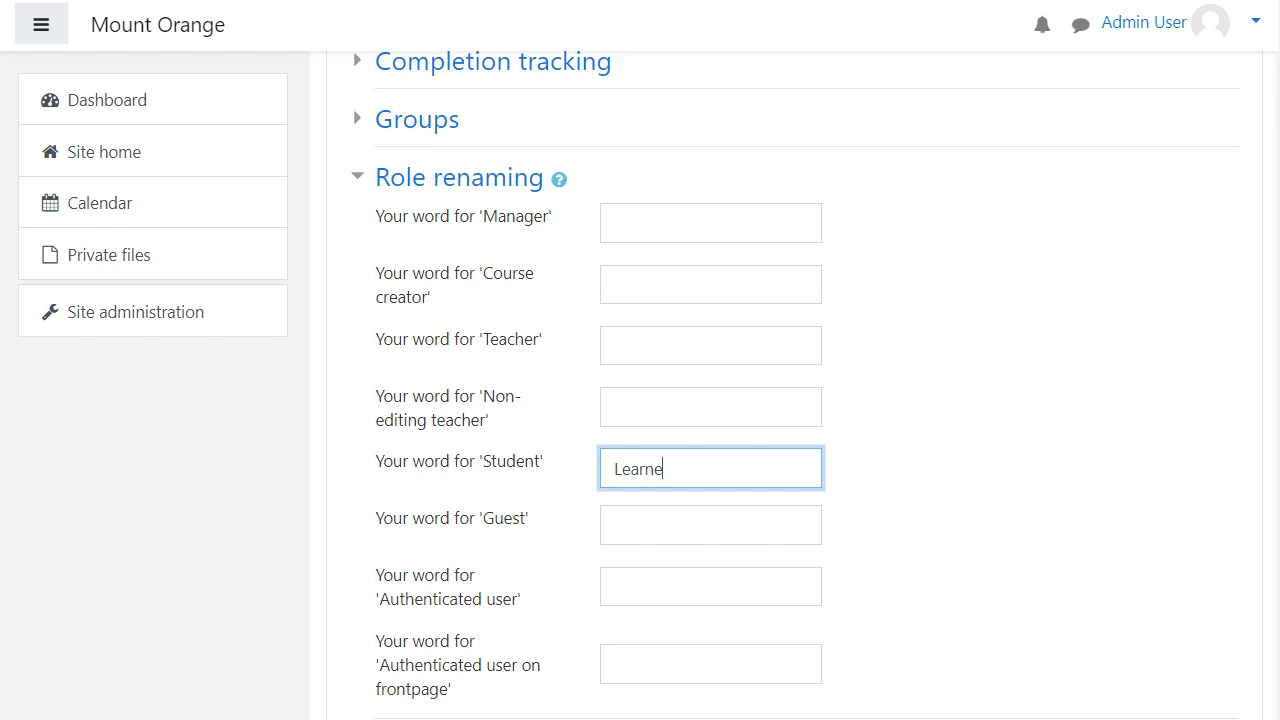 Mount Orange
Admin User
Dashboard
Site home
Calendar
Private files
Site administration
Completion tracking
Groups
Role renaming ?
Your word for 'Manager'
Your word for 'Course
creator'
Your word for 'Teacher'
Your word for 'Non-
editing teacher'
Your word for 'Student'
Learne
Your word for 'Guest'
Your word for
'Authenticated user'
Your word for
'Authenticated user on
frontpage'